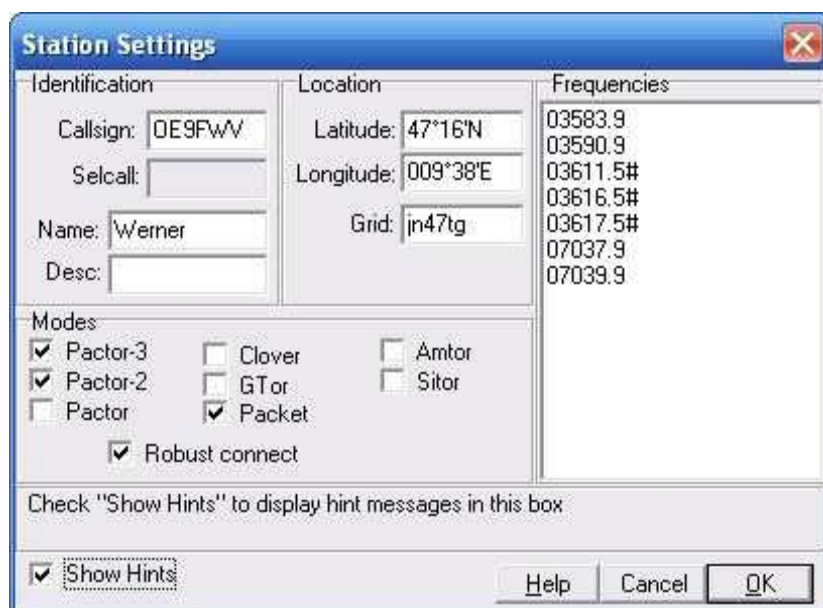 Station Settings
Identification
Callsign: OE9FWV
Selcall:
Name: Werner
Desc:
Location
Latitude: 47°16'N
Longitude: 009°38'E
Grid: jn47tg
Frequencies
03583.9
03590.9
03611.5#
03616.5#
03617.5#
07037.9
07039.9
Modes
Pactor-3
Pactor-2
Pactor
Clover
GTor
Packet
Amtor
Sitor
Robust connect
Check "Show Hints" to display hint messages in this box
Show Hints
Help
Cancel
OK